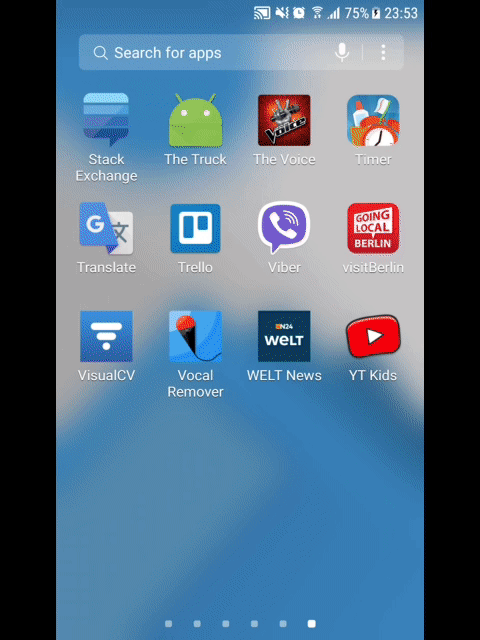 75% 23:53
Search for apps
Stack Exchange
The Truck
The Voice
Timer
The Voice
GOING LOCAL BERLIN
G 文
Translate
Trello
Viber
visitBerlin
N24
WELT
VisualCV
Vocal Remover
WELT News
YT Kids